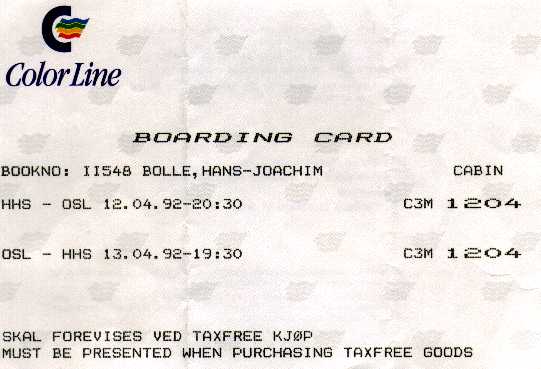 Color Line
BOARDING CARD
BOOKNO: II548 BOLLE,HANS-JOACHIM CABIN
HHS - OSL 12.04.92-20:30 C3M 1204
OSL - HHS 13.04.92-19:30 C3M 1204
SKAL FOREVISES VED TAXFREE KJØP
MUST BE PRESENTED WHEN PURCHASING TAXFREE GOODS